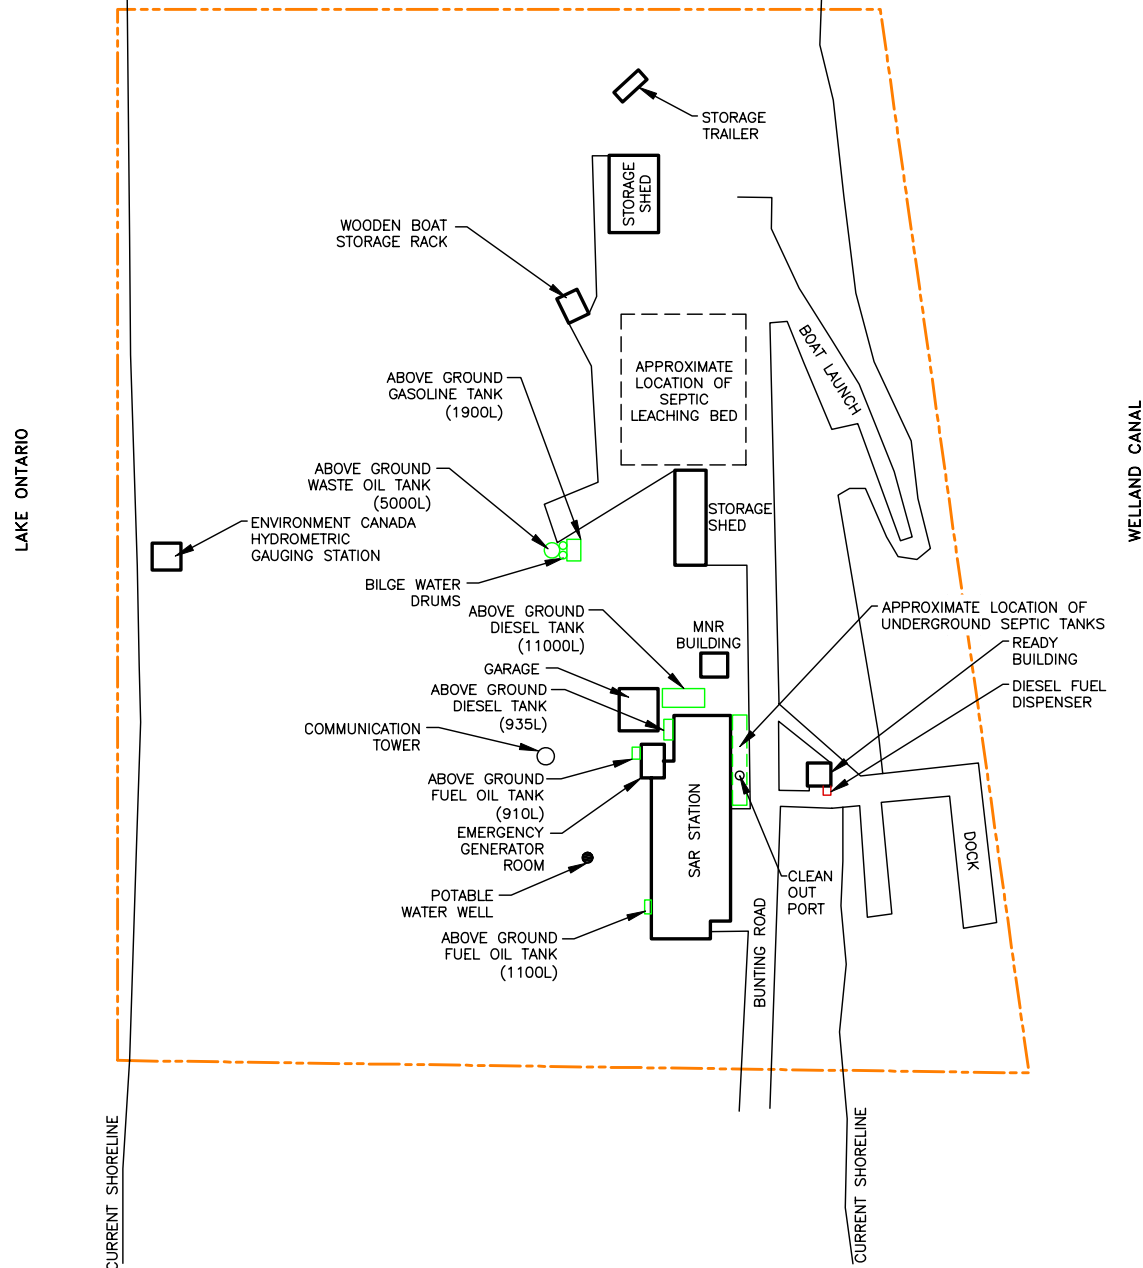 STORAGE
TRAILER
STORAGE
SHED
WOODEN BOAT
STORAGE RACK
BOAT LAUNCH
APPROXIMATE
LOCATION OF
SEPTIC
LEACHING BED
ABOVE GROUND
GASOLINE TANK
(1900L)
LAKE ONTARIO
WELLAND CANAL
ABOVE GROUND
WASTE OIL TANK
(5000L)
STORAGE
SHED
ENVIRONMENT CANADA
HYDROMETRIC
GAUGING STATION
BILGE WATER
DRUMS
ABOVE GROUND
DIESEL TANK
(11000L)
MNR
BUILDING
APPROXIMATE LOCATION OF
UNDERGROUND SEPTIC TANKS
READY
BUILDING
GARAGE
DIESEL FUEL
DISPENSER
ABOVE GROUND
DIESEL TANK
(935L)
COMMUNICATION
TOWER
ABOVE GROUND
FUEL OIL TANK
(910L)
EMERGENCY
GENERATOR
ROOM
SAR STATION
DOCK
CLEAN
OUT
PORT
POTABLE
WATER WELL
BUNTING ROAD
ABOVE GROUND
FUEL OIL TANK
(1100L)
CURRENT SHORELINE
CURRENT SHORELINE